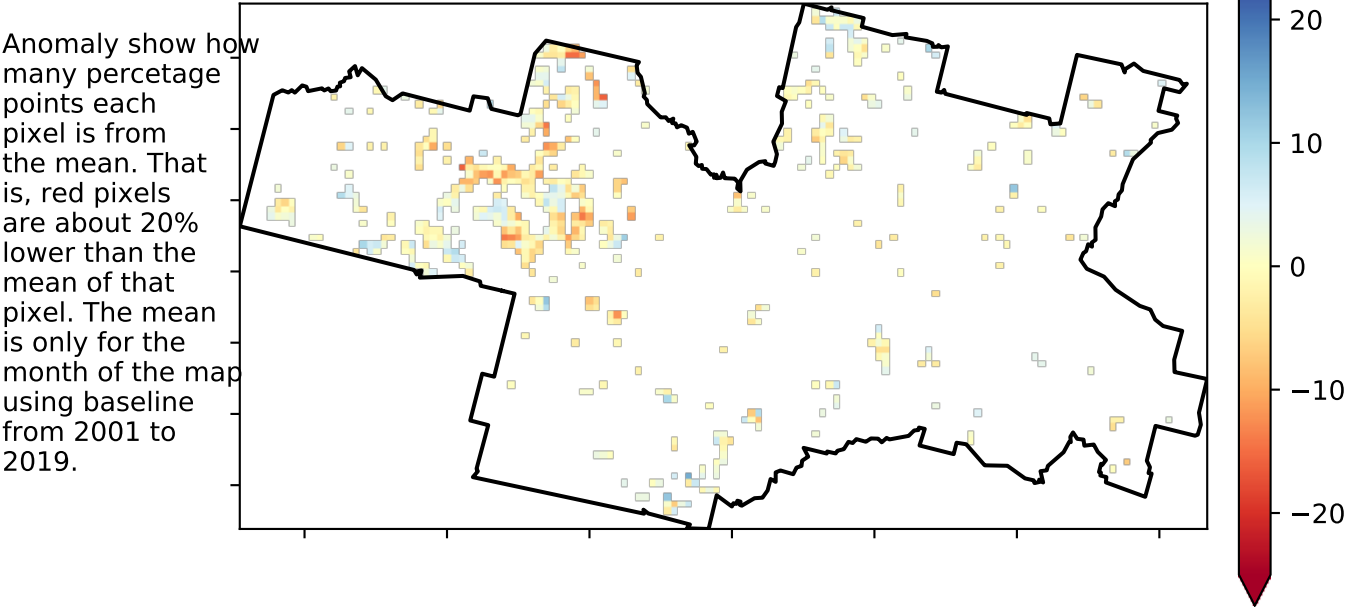 Anomaly show how
many percetage
points each
pixel is from
the mean. That
is, red pixels
are about 20%
lower than the
mean of that
pixel. The mean
is only for the
month of the map
using baseline
from 2001 to
2019.
20
10
0
−10
−20